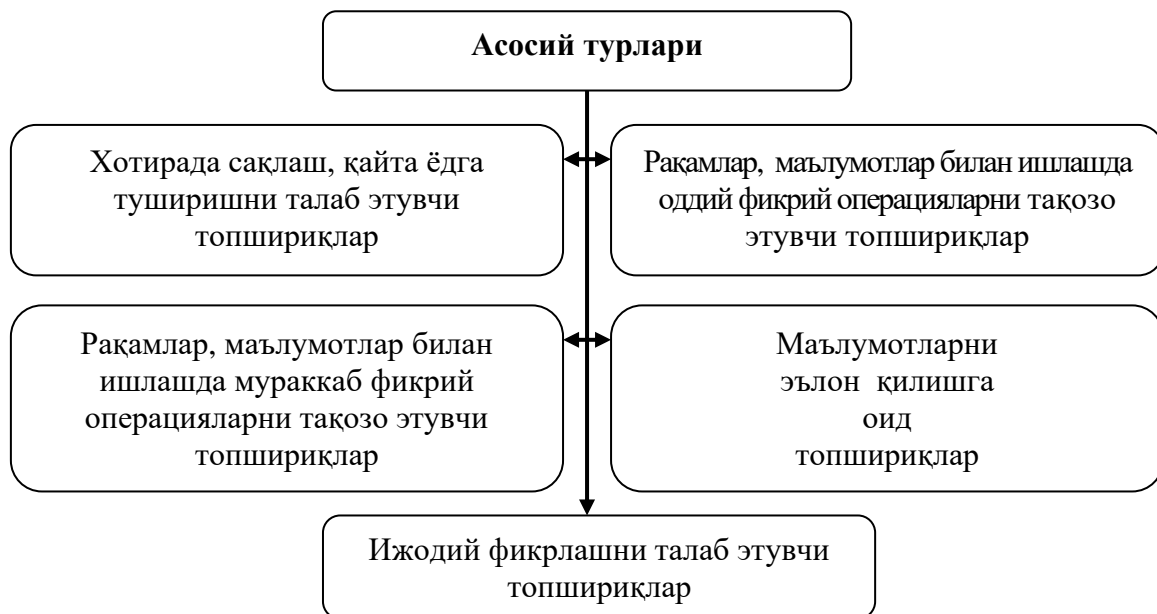 Асосий турлари
Хотирада сақлаш, қайта ёдга
туширишни талаб этувчи
топшириқлар
Рақамлар, маълумотлар билан ишлашда
оддий фикрий операцияларни тақозо
этувчи топшириқлар
Рақамлар, маълумотлар билан
ишлашда мураккаб фикрий
операцияларни тақозо этувчи
топшириқлар
Маълумотларни
эълон қилишга
оид
топшириқлар
Ижодий фикрлашни талаб этувчи
топшириқлар